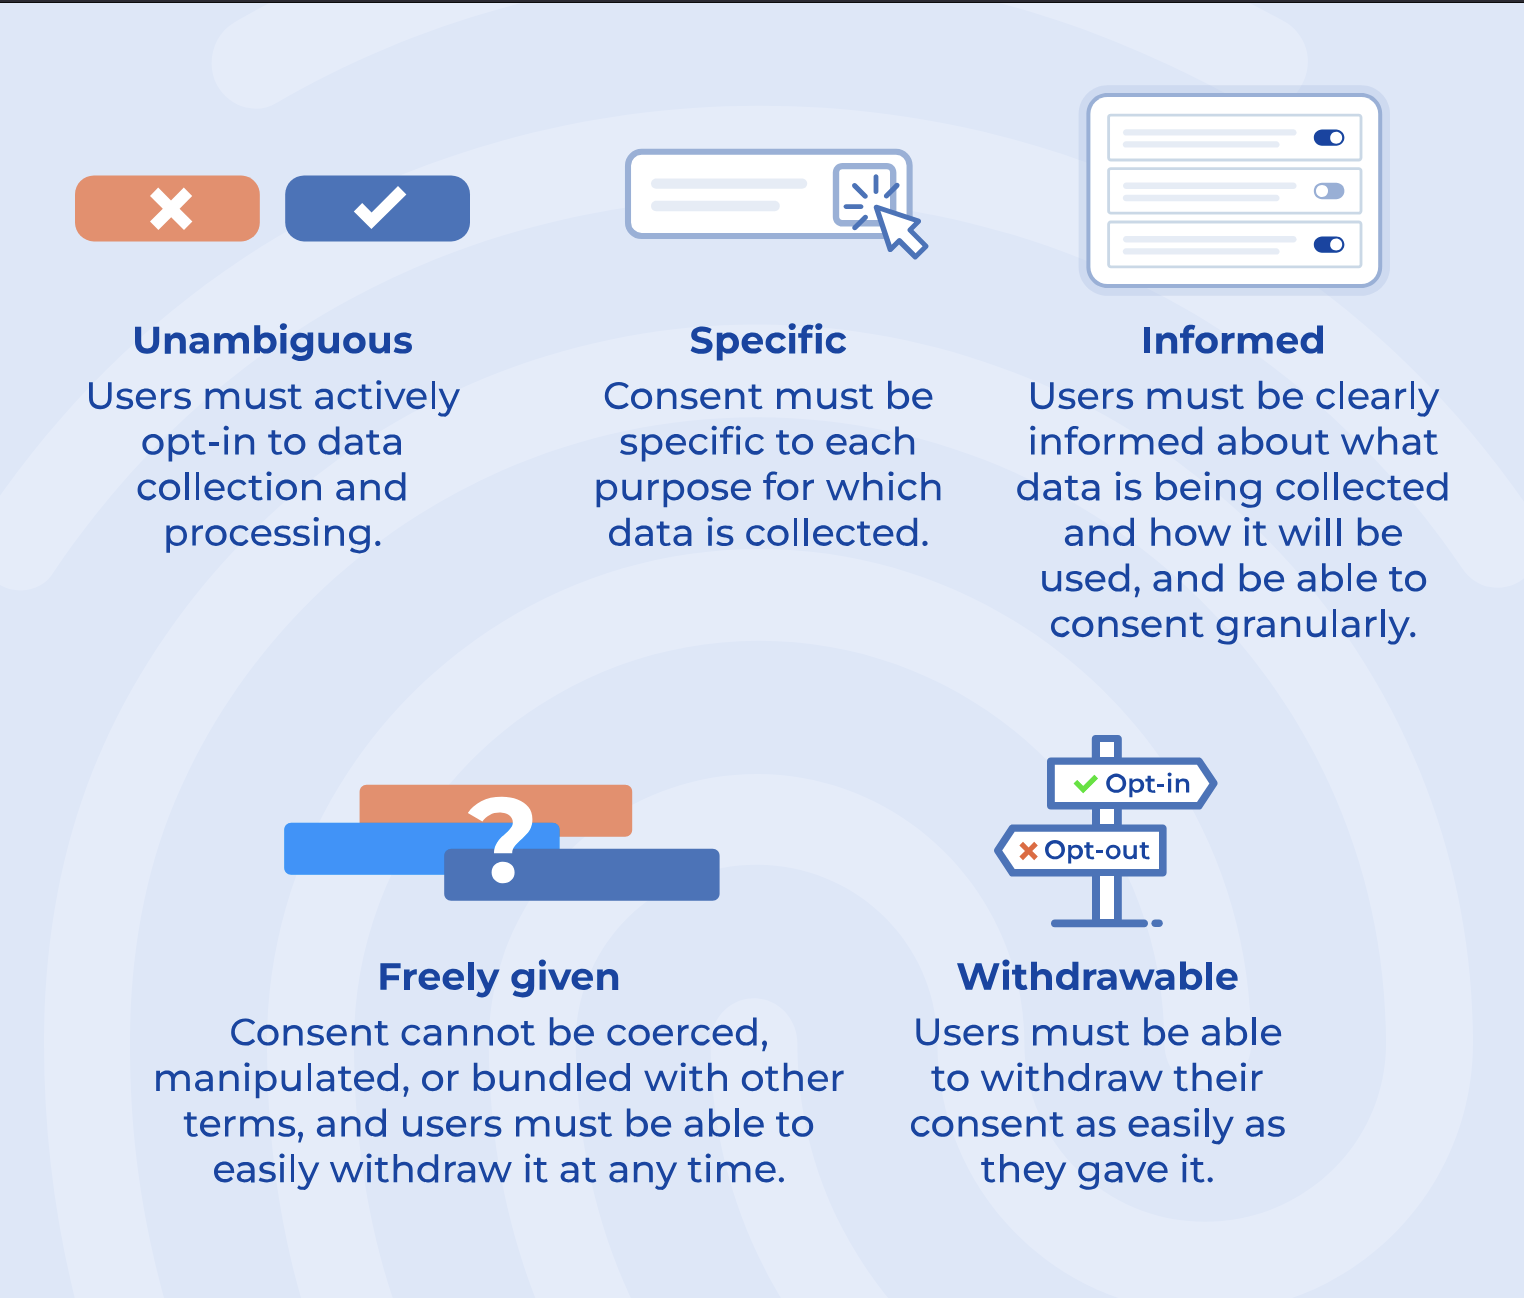 Unambiguous
Users must actively
opt-in to data
collection and
processing.
Specific
Consent must be
specific to each
purpose for which
data is collected.
Informed
Users must be clearly
informed about what
data is being collected
and how it will be
used, and be able to
consent granularly.
?
Freely given
Consent cannot be coerced,
manipulated, or bundled with other
terms, and users must be able to
easily withdraw it at any time.
Opt-in
Opt-out
Withdrawable
Users must be able
to withdraw their
consent as easily as
they gave it.